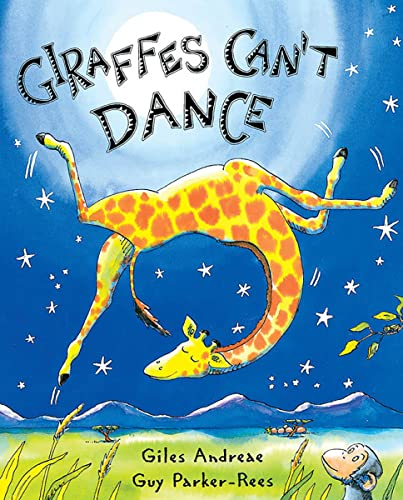 GIRAFFES CAN'T
DANCE
Giles Andreae
Guy Parker-Rees